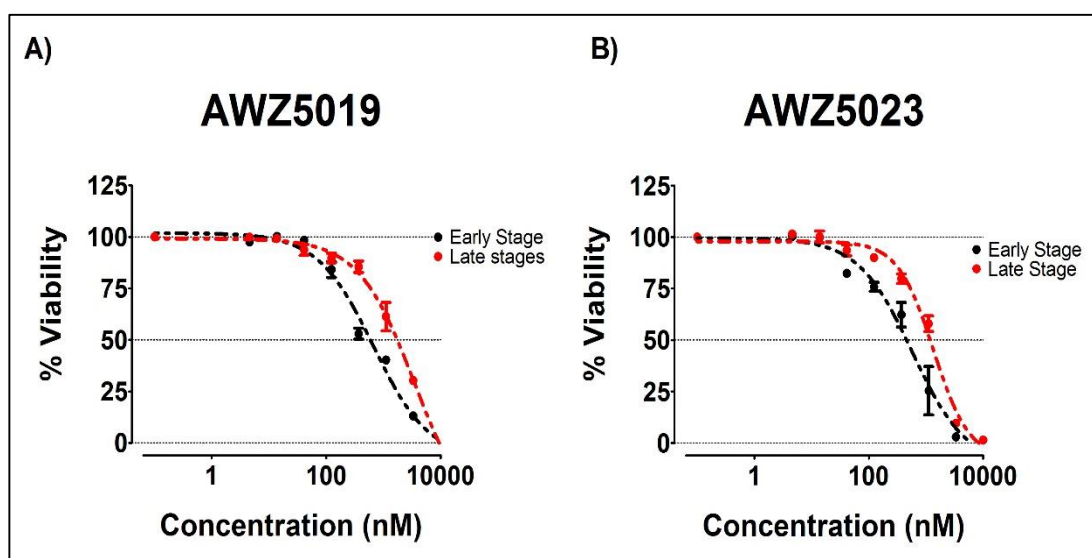 A)
AWZ5019
125
100
75
50
25
0
% Viability
Early Stage
Late stages
1 100 10000
Concentration (nM)
B)
AWZ5023
125
100
75
50
25
0
% Viability
Early Stage
Late Stage
1 100 10000
Concentration (nM)